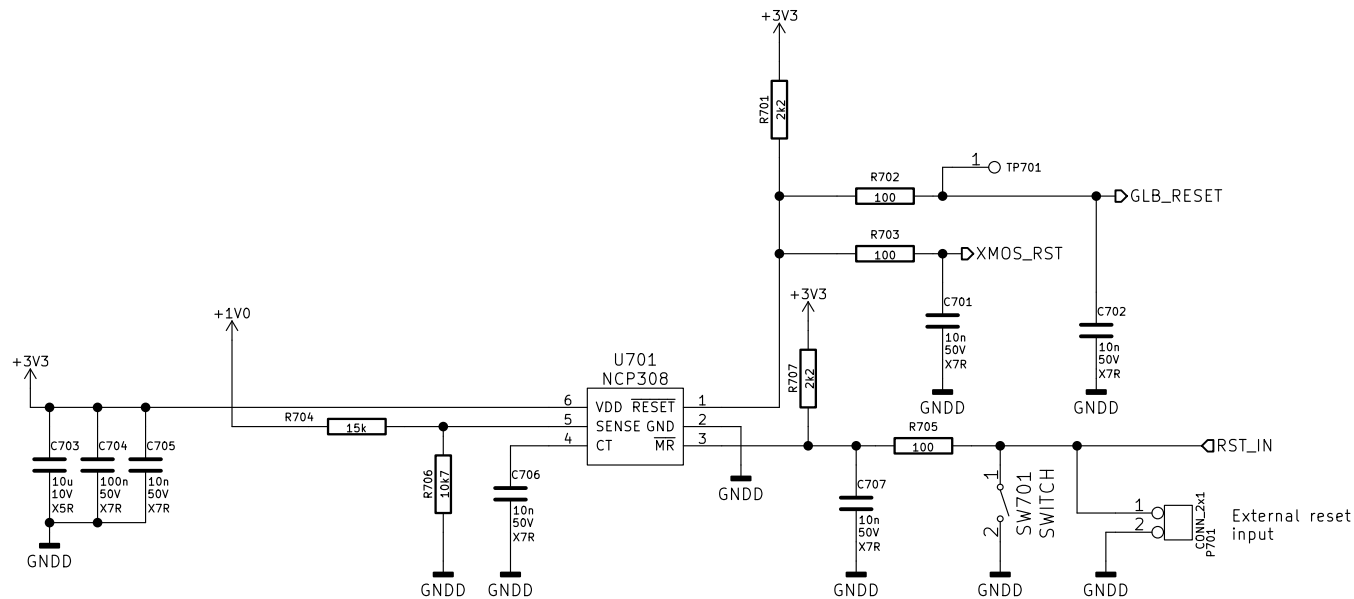 +3V3
R701
2k2
1
TP701
R702
100
GLB_RESET
R703
100
XMOS_RST
+3V3
C701
10n
50V
X7R
GNDD
C702
10n
50V
X7R
GNDD
+1V0
+3V3
U701
NCP308
R707
2k2
6
VDD
RESET
1
R704
15k
5
SENSE
GND
2
4
CT
MR
3
R705
100
RST_IN
C703
10u
10V
X5R
C704
100n
50V
X7R
C705
10n
50V
X7R
GNDD
R706
10k7
GNDD
C706
10n
50V
X7R
GNDD
GNDD
C707
10n
50V
X7R
GNDD
1
2
SW701
SWITCH
GNDD
1
2
CONN_2x1
P701
GNDD
External reset
input